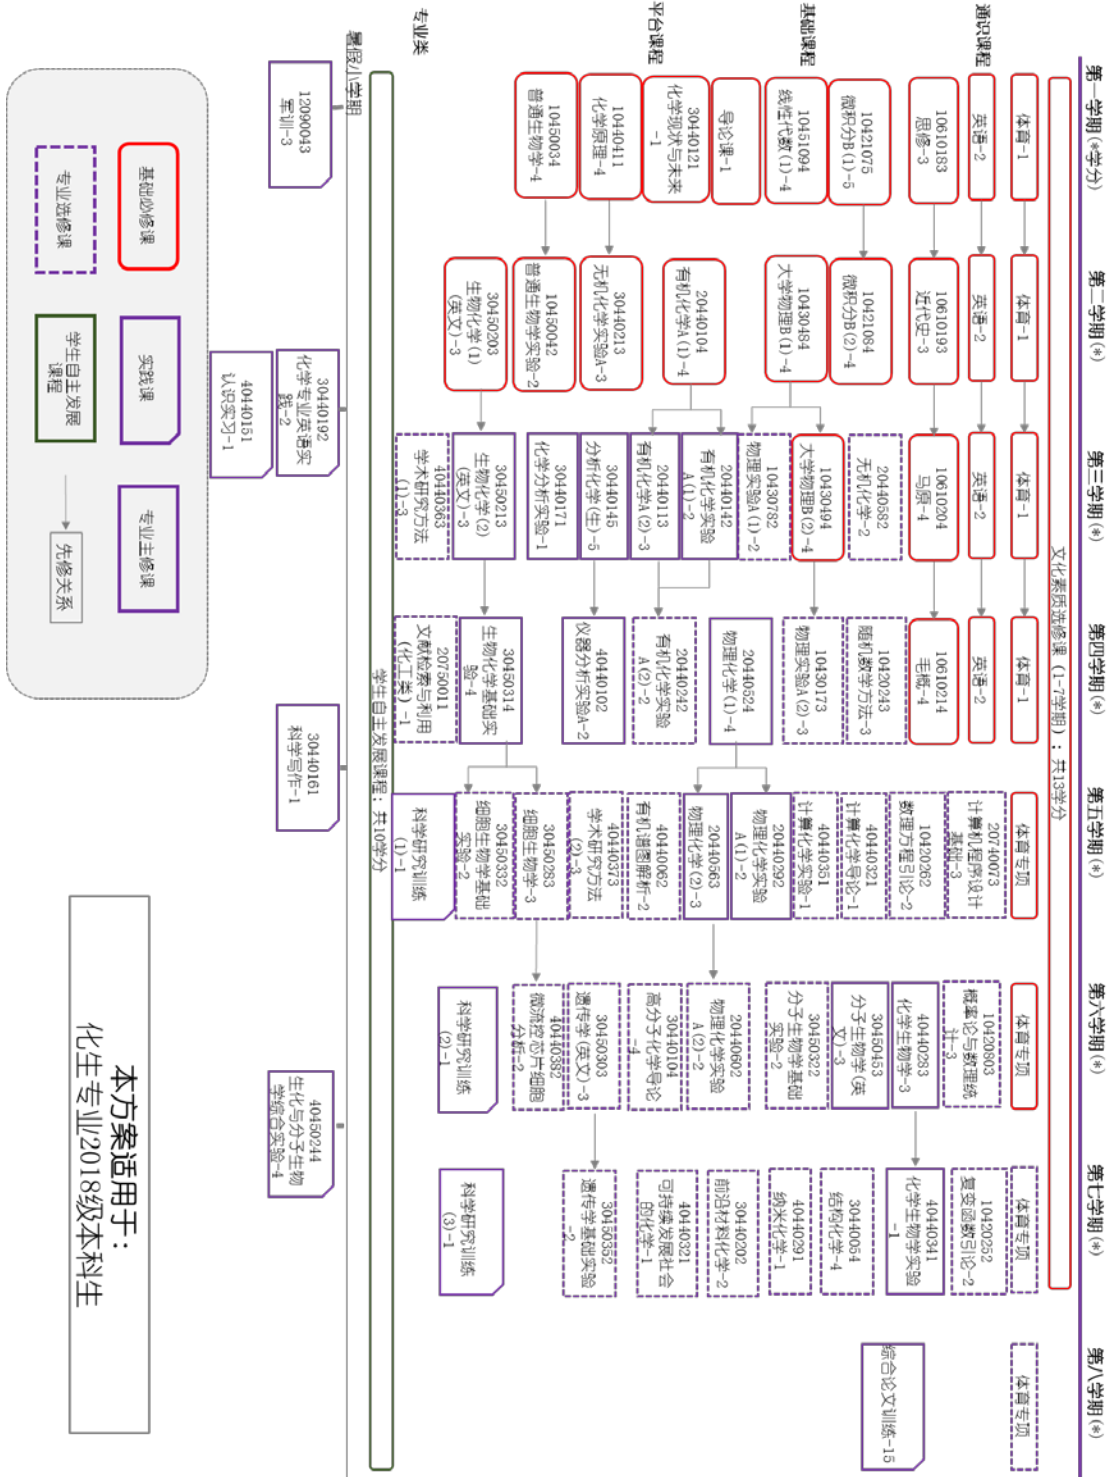 通识课程
基础课程
平台课程
专业类
第一学期(*学分)
第二学期(*)
第三学期(*)
第四学期(*)
第五学期(*)
第六学期(*)
第七学期(*)
第八学期(*)
文化素质选修课 (1-7学期)：共13学分
体育-1
英语-2
10610183
思修-3
10421075
微积分B(1)-5
10451094
线性代数(1)-4
导论课-1
30440121
化学现状与未来
-1
10440411
化学原理-4
10450034
普通生物学-4
体育-1
英语-2
10610193
近代史-3
10421084
微积分B(2)-4
10430484
大学物理B(1)-4
20440104
有机化学A(1)-4
30440213
无机化学实验A-3
10450042
普通生物学实验-2
30450203
生物化学(1)
(英文)-3
体育-1
英语-2
10610204
马原-4
20440582
无机化学-2
10430494
大学物理B(2)-4
10430782
物理实验A(1)-2
20440142
有机化学实验
A(1)-2
20440113
有机化学A(2)-3
30440145
分析化学(生)-5
30440171
化学分析实验-1
30450213
生物化学(2)
(英文)-3
40440363
学术研究方法
(1)-3
体育-1
英语-2
10610214
毛概-4
10420243
随机数学方法-3
10430173
物理实验A(2)-3
20440524
物理化学(1)-4
20440242
有机化学实验
A(2)-2
40440102
仪器分析实验A-2
30450314
生物化学基础实
验-4
20750011
文献检索与利用
(化工类)-1
体育专项
20740073
计算机程序设计
基础-3
10420262
数理方程引论-2
40440321
计算化学导论-1
40440351
计算化学实验-1
20440292
物理化学实验
A(1)-2
20440563
物理化学(2)-3
40440062
有机谱图解析-2
40440373
学术研究方法
(2)-3
30450283
细胞生物学-3
30450332
细胞生物学基础
实验-2
科学研究训练
(1)-1
体育专项
10420803
概率论与数理统
计-3
40440283
化学生物学-3
30450453
分子生物学(英
文)-3
30450322
分子生物学基础
实验-2
20440602
物理化学实验
A(2)-2
30440104
高分子化学导论
-4
30450303
遗传学(英文)-3
40440382
微流控芯片细胞
分析-2
科学研究训练
(2)-1
体育专项
10420252
复变函数引论-2
40440341
化学生物学实验
-1
30440054
结构化学-4
40440291
纳米化学-1
30440202
前沿材料化学-2
40440321
可持续发展社会
的化学-1
30450352
遗传学基础实验
-2
科学研究训练
(3)-1
体育专项
综合论文训练-15
学生自主发展课程：共10学分
暑假小学期
12090043
军训-3
30440192
化学专业英语实
践-2
40440151
认识实习-1
30440161
科学写作-1
40450244
生化与分子生物
学综合实验-4
基础必修课
实践课
专业主修课
专业选修课
学生自主发展
课程
先修关系
本方案适用于：
化生专业/2018级本科生